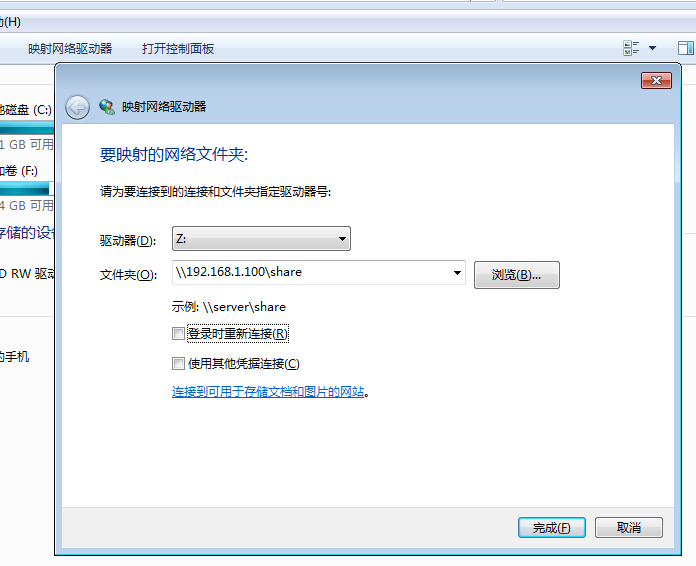 (H)
映射网络驱动器 打开控制面板
磁盘 (C:)
映射网络驱动器
GB 可用
卷 (F:)
要映射的网络文件夹:
请为要连接到的连接和文件夹指定驱动器号:
GB 可用
存储的设
驱动器(D): Z:
文件夹(O): \\192.168.1.100\share 浏览(B)...
D RW 驱动
示例: \\server\share
登录时重新连接(R)
的手机
使用其他凭据连接(C)
连接到可用于存储文档和图片的网站。
完成(F) 取消